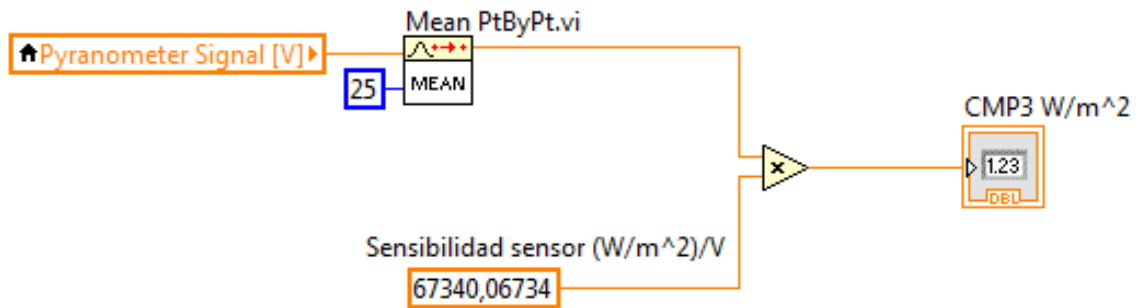 Mean PtByPt.vi
Pyranometer Signal [V]
25
MEAN
CMP3 W/m^2
1.23
DBL
Sensibilidad sensor (W/m^2)/V
67340,06734